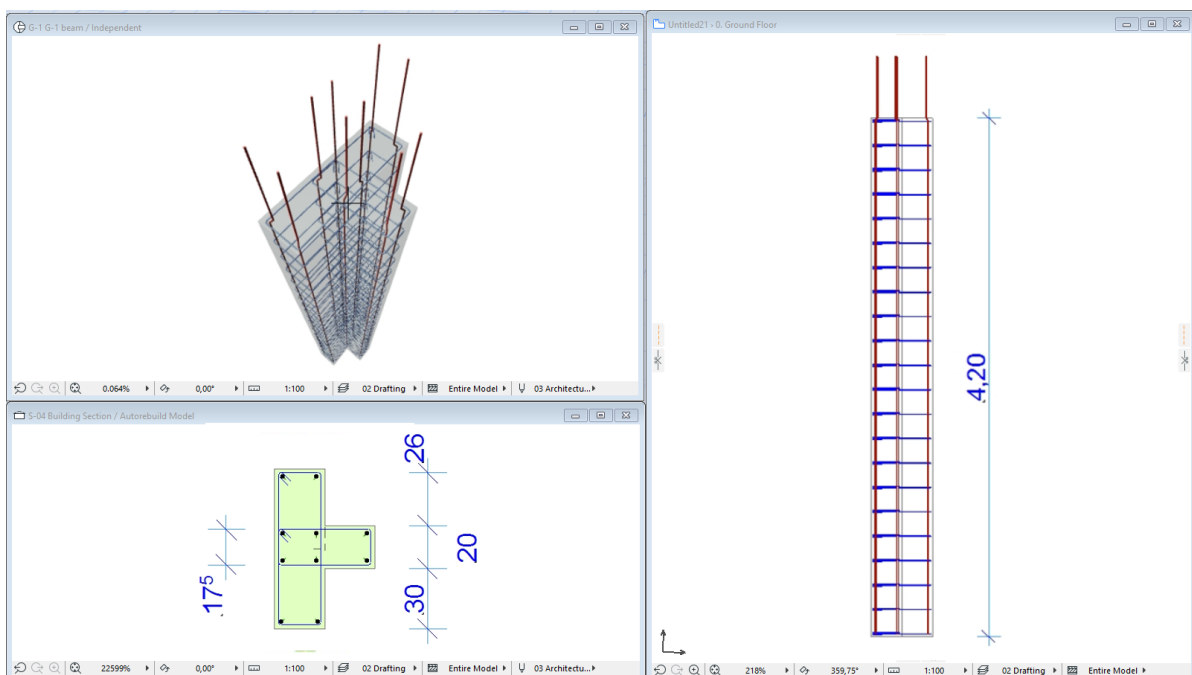 G-1 G-1 beam / Independent
0.064%
0,00°
1:100
02 Drafting
Entire Model
03 Architectu...
S-04 Building Section / Autorebuild Model
26
20
.30
.17⁵
22599%
0,00°
1:100
02 Drafting
Entire Model
03 Architectu...
Untitled21 › 0. Ground Floor
4,20
218%
359,75°
1:100
02 Drafting
Entire Model